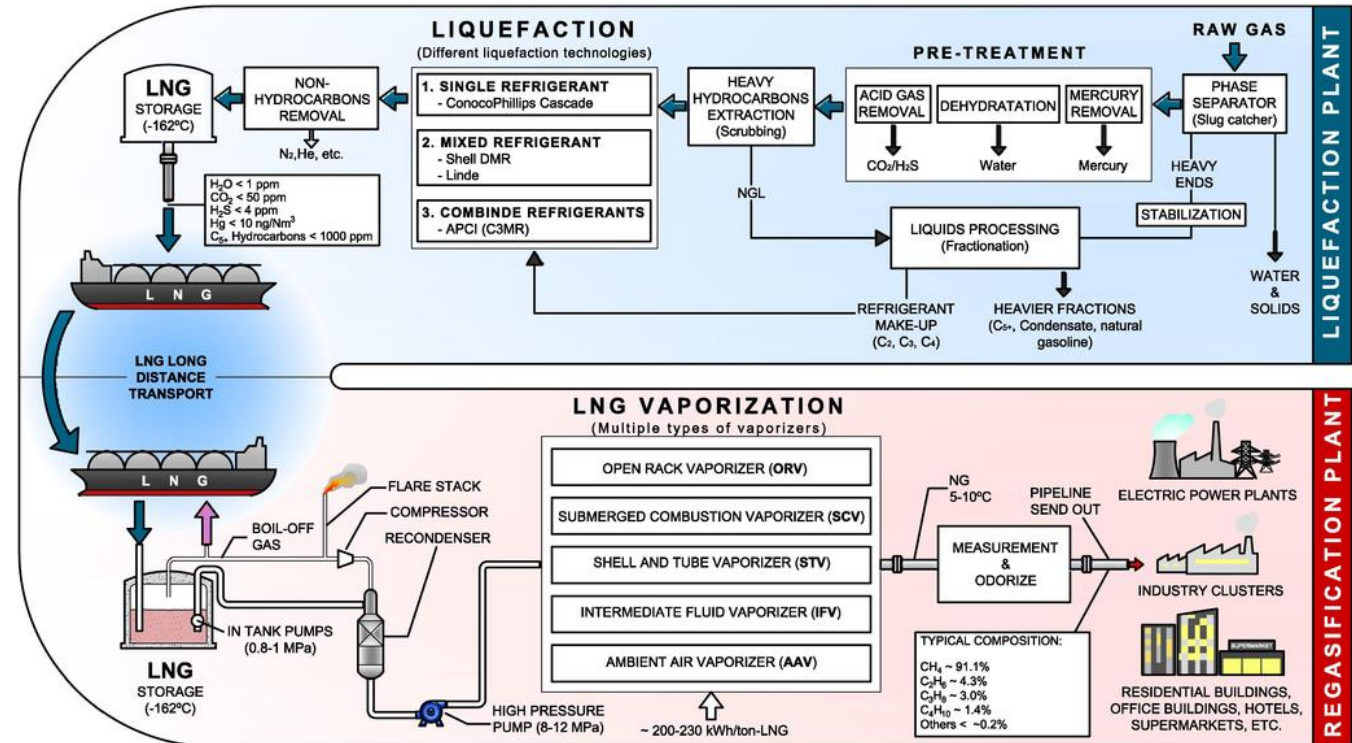 LIQUEFACTION PLANT
RAW GAS
PHASE
SEPARATOR
(Slug catcher)
HEAVY
ENDS
STABILIZATION
WATER
&
SOLIDS
PRE-TREATMENT
MERCURY
REMOVAL
Mercury
DEHYDRATATION
Water
ACID GAS
REMOVAL
CO₂/H₂S
HEAVY
HYDROCARBONS
EXTRACTION
(Scrubbing)
NGL
LIQUIDS PROCESSING
(Fractionation)
HEAVIER FRACTIONS
(C₅₊, Condensate, natural
gasoline)
REFRIGERANT
MAKE-UP
(C₂, C₃, C₄)
LIQUEFACTION
(Different liquefaction technologies)
1. SINGLE REFRIGERANT
- ConocoPhillips Cascade
2. MIXED REFRIGERANT
- Shell DMR
- Linde
3. COMBINDE REFRIGERANTS
- APCI (C3MR)
NON-
HYDROCARBONS
REMOVAL
N₂,He, etc.
LNG
STORAGE
(-162ºC)
H₂O < 1 ppm
CO₂ < 50 ppm
H₂S < 4 ppm
Hg < 10 ng/Nm³
C₅₊ Hydrocarbons < 1000 ppm
L N G
LNG LONG
DISTANCE
TRANSPORT
L N G
REGASIFICATION PLANT
BOIL-OFF
GAS
FLARE STACK
COMPRESSOR
RECONDENSER
IN TANK PUMPS
(0.8-1 MPa)
LNG
STORAGE
(-162ºC)
HIGH PRESSURE
PUMP (8-12 MPa)
LNG VAPORIZATION
(Multiple types of vaporizers)
OPEN RACK VAPORIZER (ORV)
SUBMERGED COMBUSTION VAPORIZER (SCV)
SHELL AND TUBE VAPORIZER (STV)
INTERMEDIATE FLUID VAPORIZER (IFV)
AMBIENT AIR VAPORIZER (AAV)
~ 200-230 kWh/ton-LNG
NG
5-10ºC
MEASUREMENT
&
ODORIZE
PIPELINE
SEND OUT
TYPICAL COMPOSITION:
CH₄ ~ 91.1%
C₂H₆ ~ 4.3%
C₃H₈ ~ 3.0%
C₄H₁₀ ~ 1.4%
Others < ~0.2%
ELECTRIC POWER PLANTS
INDUSTRY CLUSTERS
SUPERMARKET
RESIDENTIAL BUILDINGS,
OFFICE BUILDINGS, HOTELS,
SUPERMARKETS, ETC.